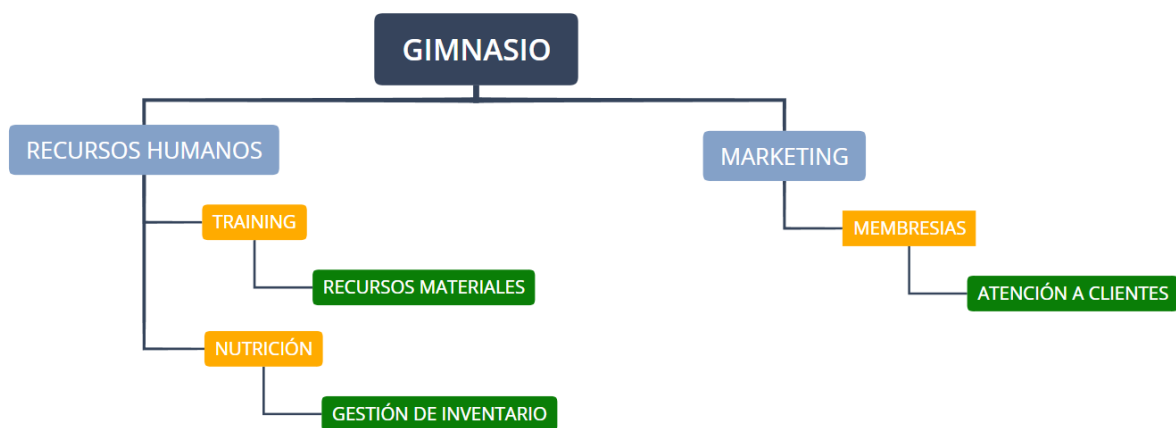 GIMNASIO
RECURSOS HUMANOS
MARKETING
TRAINING
MEMBRESIAS
RECURSOS MATERIALES
ATENCIÓN A CLIENTES
NUTRICIÓN
GESTIÓN DE INVENTARIO